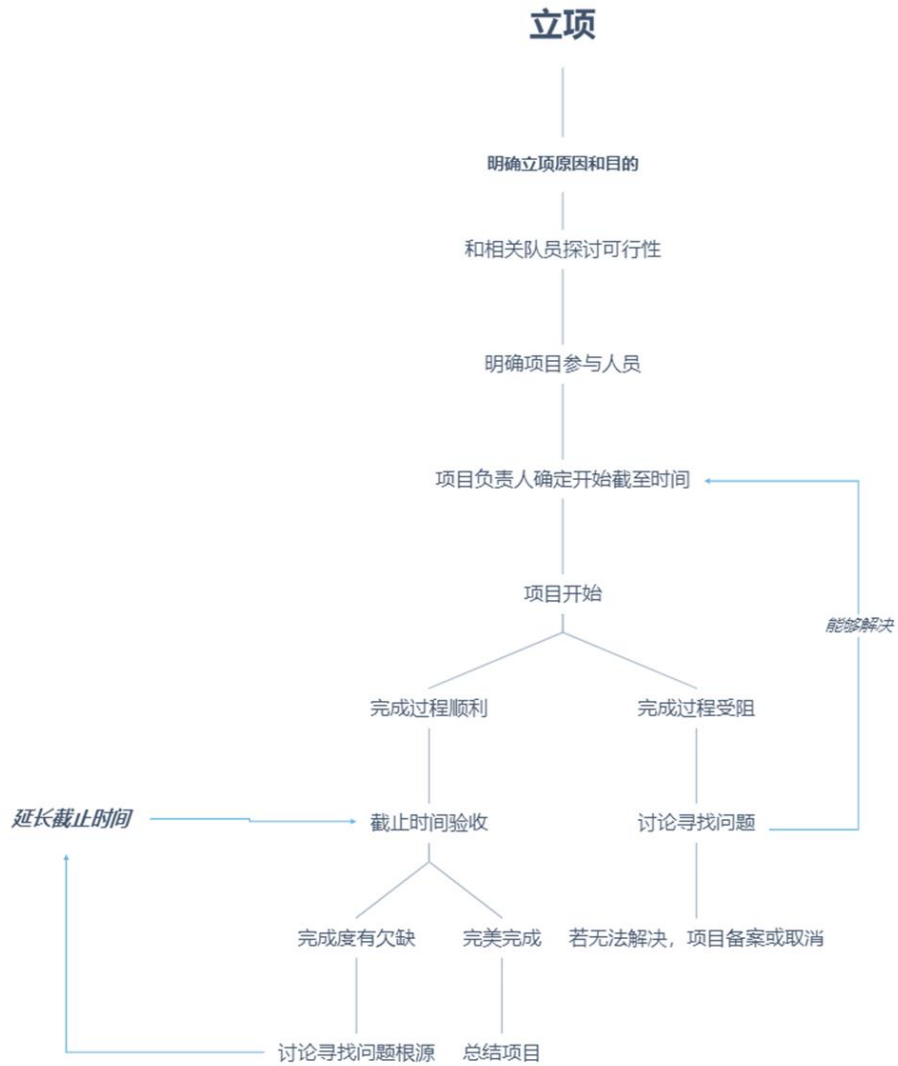 立项
明确立项原因和目的
和相关队员探讨可行性
明确项目参与人员
项目负责人确定开始截至时间
项目开始
能够解决
完成过程顺利
完成过程受阻
延长截止时间
截止时间验收
讨论寻找问题
完成度有欠缺
完美完成
若无法解决，项目备案或取消
讨论寻找问题根源
总结项目